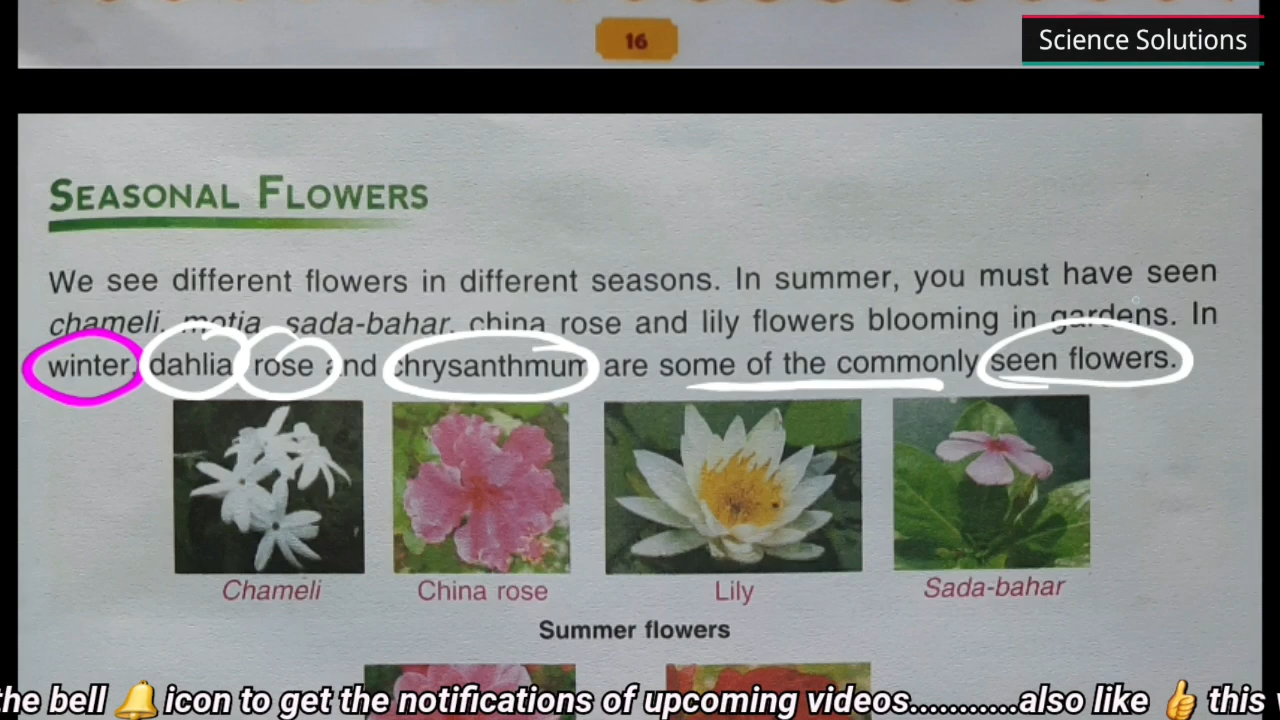 16
Science Solutions
SEASONAL FLOWERS
We see different flowers in different seasons. In summer, you must have seen
chameli, motia, sada-bahar, china rose and lily flowers blooming in gardens. In
winter, dahlia rose and chrysanthmum are some of the commonly seen flowers.
Chameli China rose Lily Sada-bahar
Summer flowers
the bell 🔔 icon to get the notifications of upcoming videos...........also like 👍 this